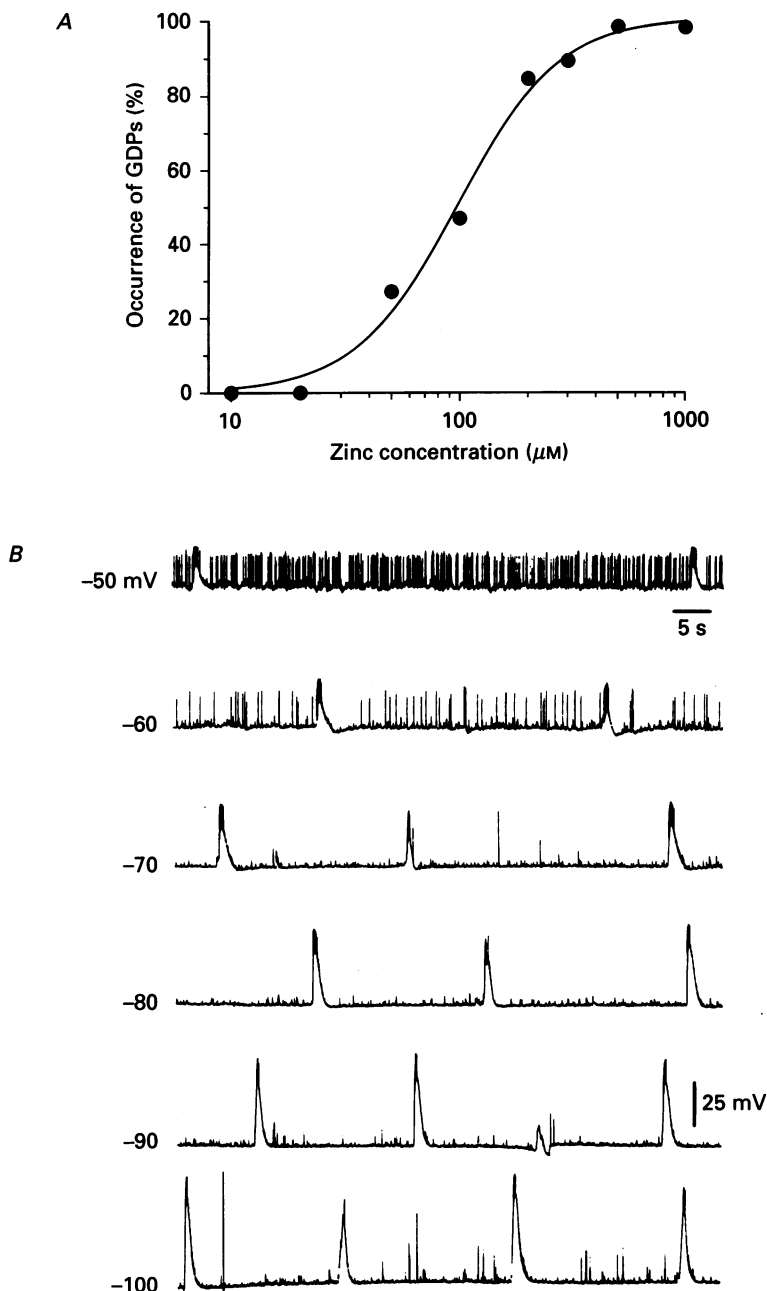 A
Occurrence of GDPs (%)
100
80
60
40
20
0
10
100
1000
Zinc concentration (μM)
B
–50 mV
5 s
–60
–70
–80
–90
25 mV
–100